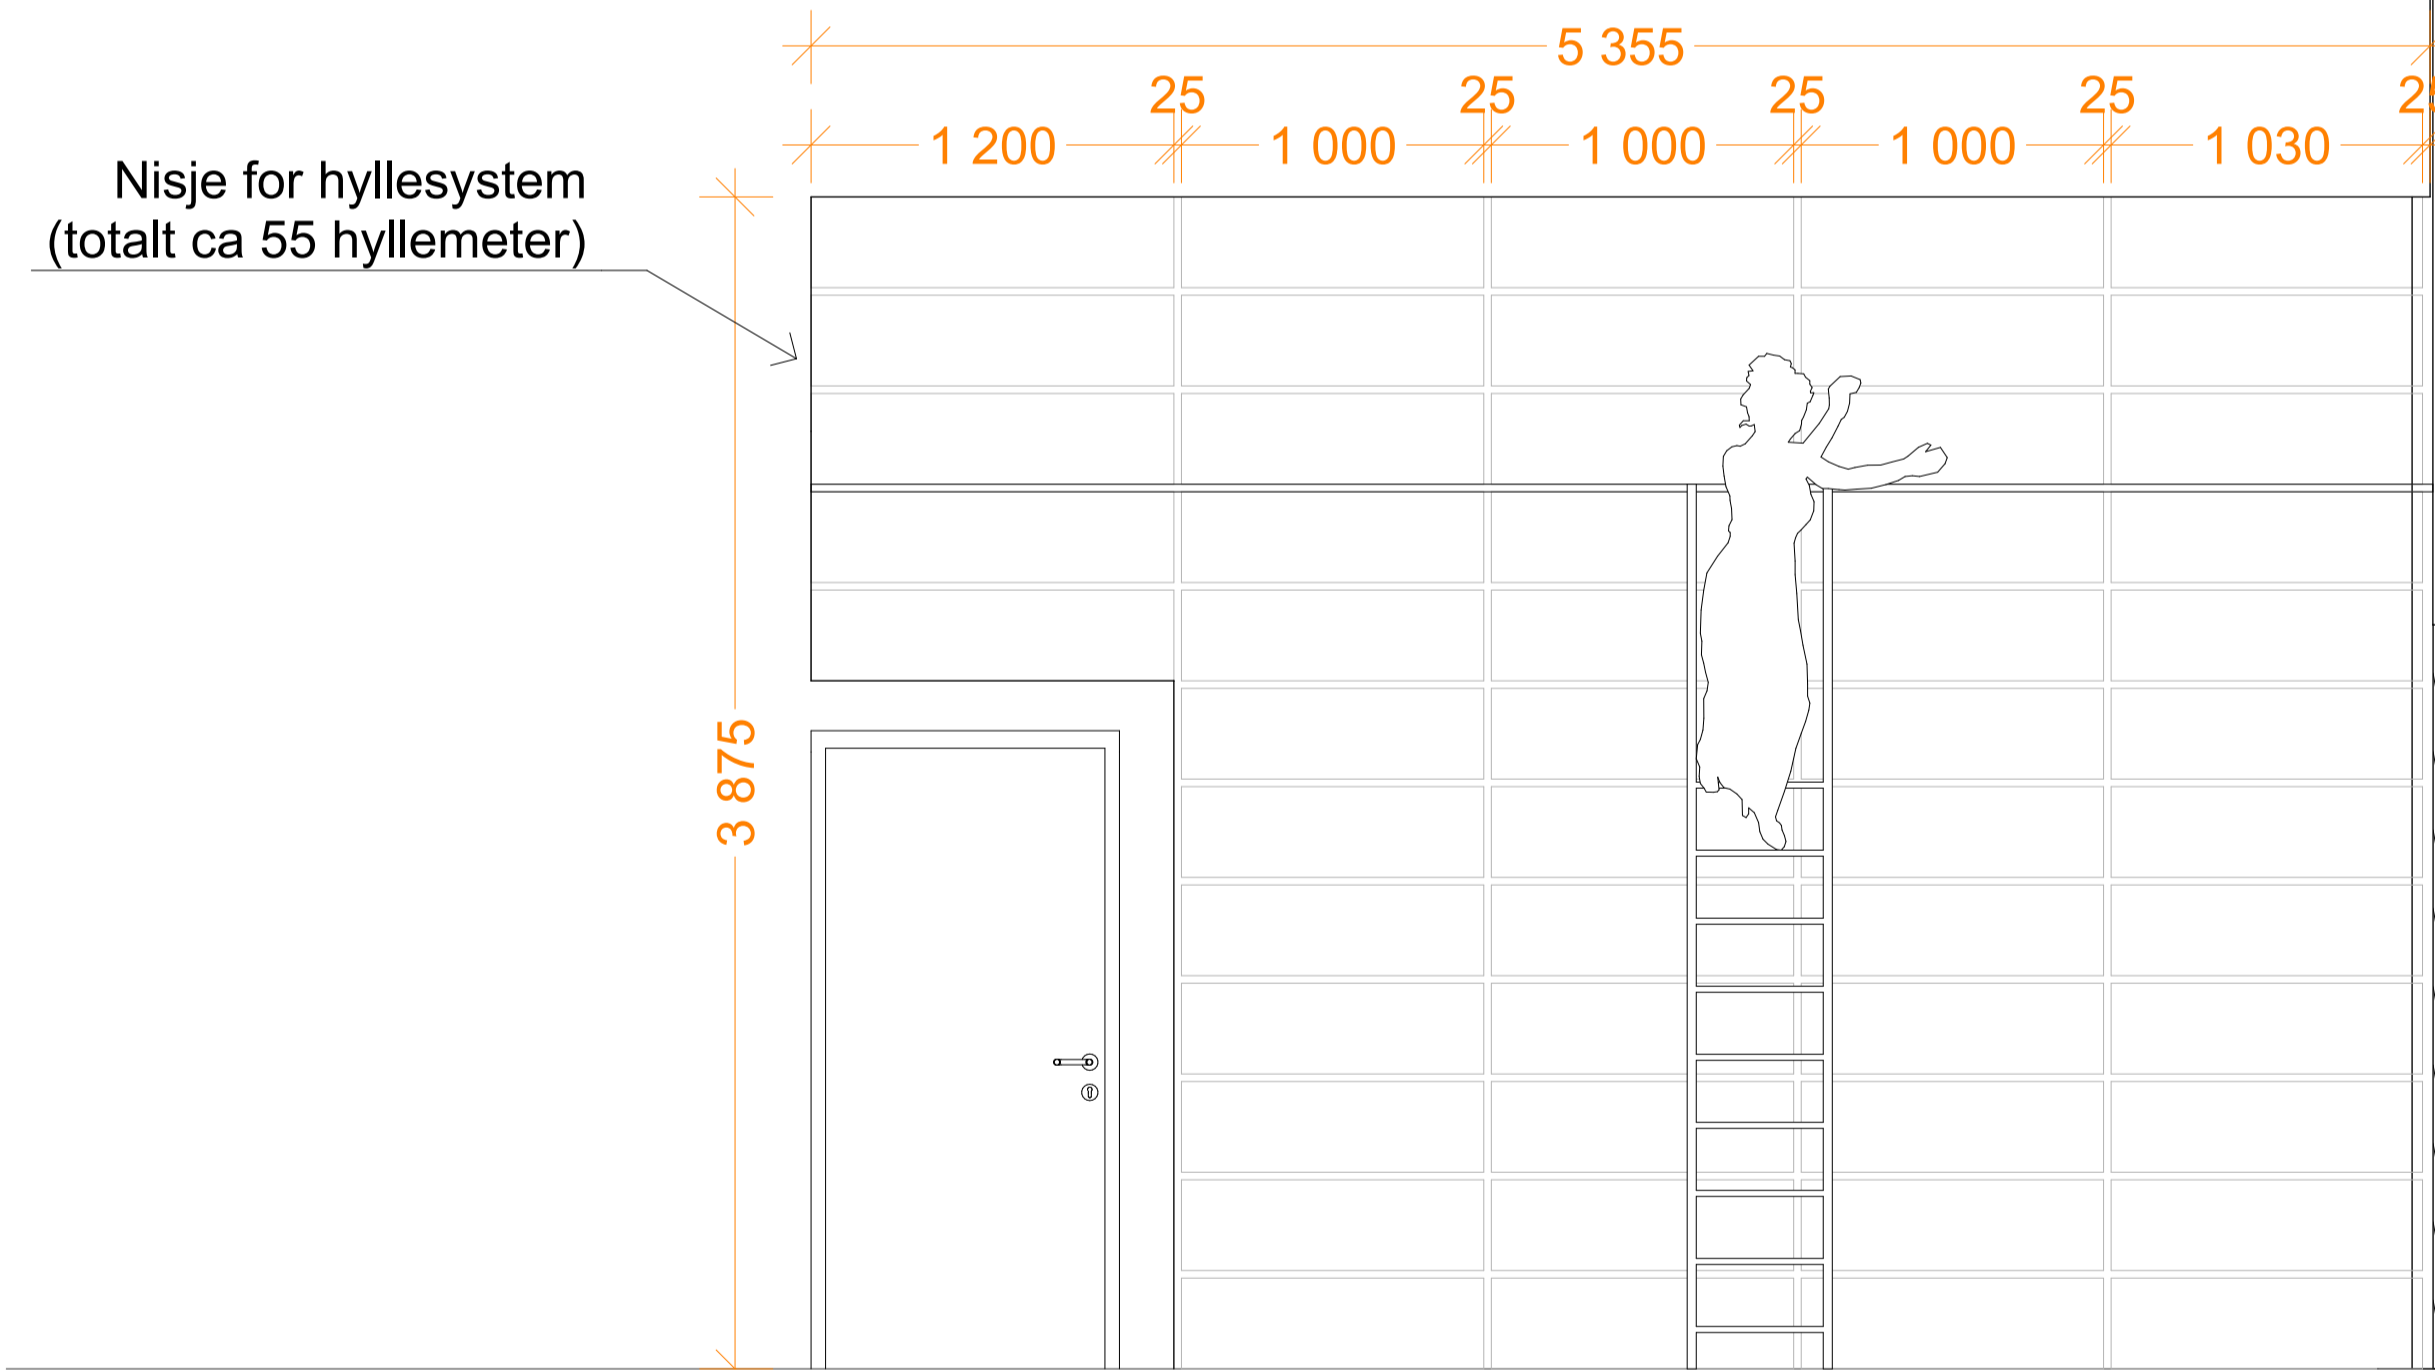 5 355
25 25 25 25
1 200 1 000 1 000 1 000 1 030
Nisje for hyllesystem
(totalt ca 55 hyllemeter)
3 875